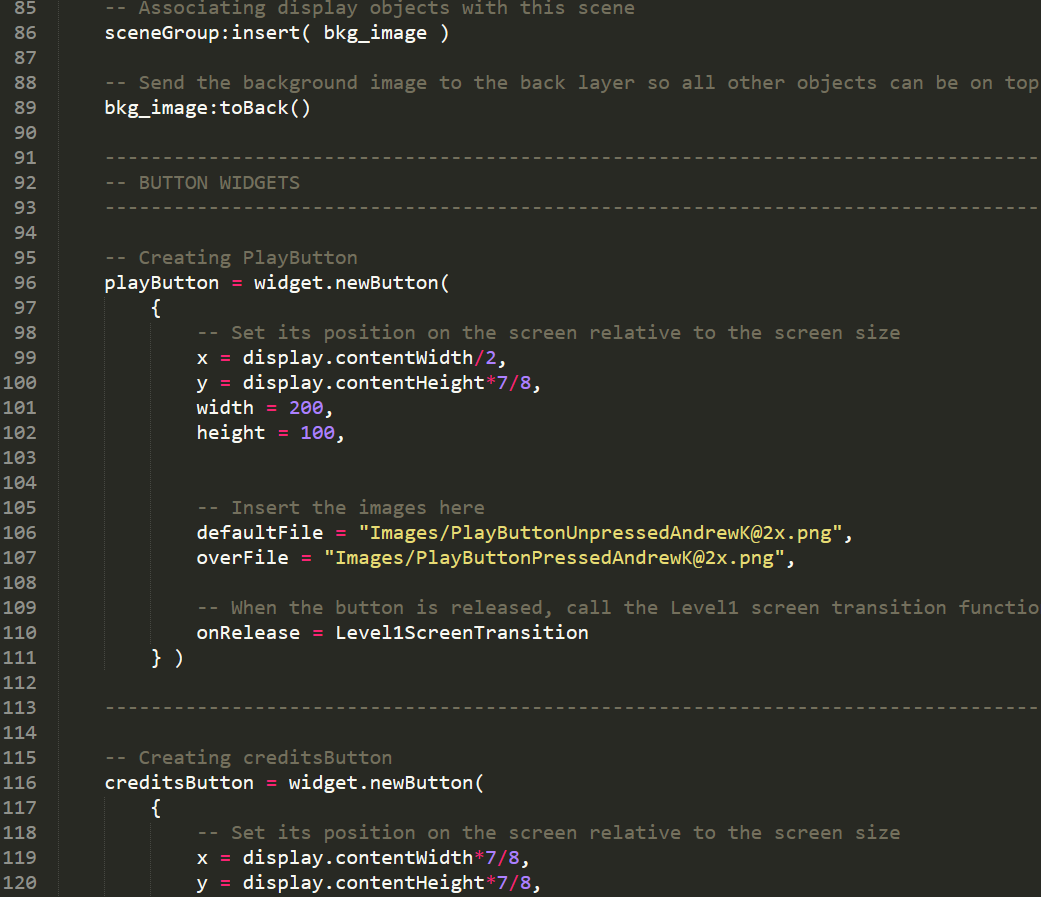 85 -- Associating display objects with this scene
86 sceneGroup:insert( bkg_image )
87
88 -- Send the background image to the back layer so all other objects can be on top
89 bkg_image:toBack()
90
91 --------------------------------------------------------------------------------
92 -- BUTTON WIDGETS
93 --------------------------------------------------------------------------------
94
95 -- Creating PlayButton
96 playButton = widget.newButton(
97 {
98 -- Set its position on the screen relative to the screen size
99 x = display.contentWidth/2,
100 y = display.contentHeight*7/8,
101 width = 200,
102 height = 100,
103
104
105 -- Insert the images here
106 defaultFile = "Images/PlayButtonUnpressedAndrewK@2x.png",
107 overFile = "Images/PlayButtonPressedAndrewK@2x.png",
108
109 -- When the button is released, call the Level1 screen transition functio
110 onRelease = Level1ScreenTransition
111 } )
112
113 --------------------------------------------------------------------------------
114
115 -- Creating creditsButton
116 creditsButton = widget.newButton(
117 {
118 -- Set its position on the screen relative to the screen size
119 x = display.contentWidth*7/8,
120 y = display.contentHeight*7/8,